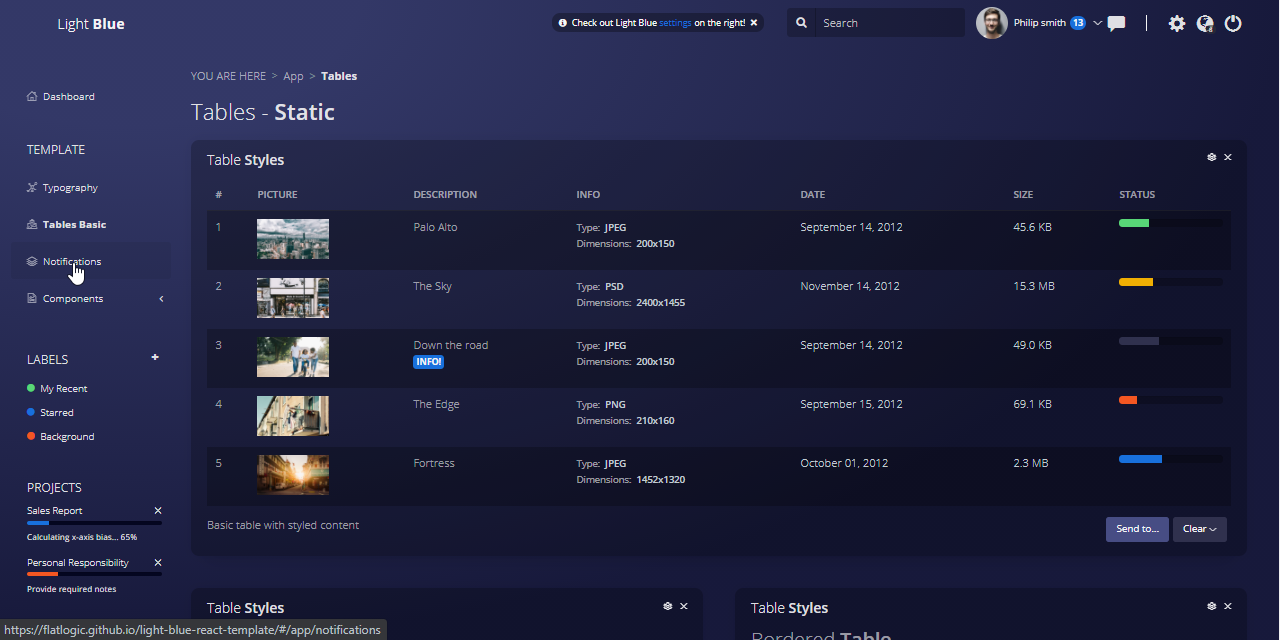 Light Blue
Check out Light Blue settings on the right!
Search
Philip smith 13
YOU ARE HERE > App > Tables
Tables - Static
Dashboard
TEMPLATE
Typography
Tables Basic
Notifications
Components
LABELS +
My Recent
Starred
Background
PROJECTS
Sales Report
Calculating x-axis bias... 65%
Personal Responsibility
Provide required notes
Table Styles
# PICTURE DESCRIPTION INFO DATE SIZE STATUS
1 Palo Alto Type: JPEG September 14, 2012 45.6 KB
Dimensions: 200x150
2 The Sky Type: PSD November 14, 2012 15.3 MB
Dimensions: 2400x1455
3 Down the road Type: JPEG September 14, 2012 49.0 KB
INFO! Dimensions: 200x150
4 The Edge Type: PNG September 15, 2012 69.1 KB
Dimensions: 210x160
5 Fortress Type: JPEG October 01, 2012 2.3 MB
Dimensions: 1452x1320
Basic table with styled content Send to... Clear
Table Styles
Table Styles
Bordered Table
https://flatlogic.github.io/light-blue-react-template/#/app/notifications